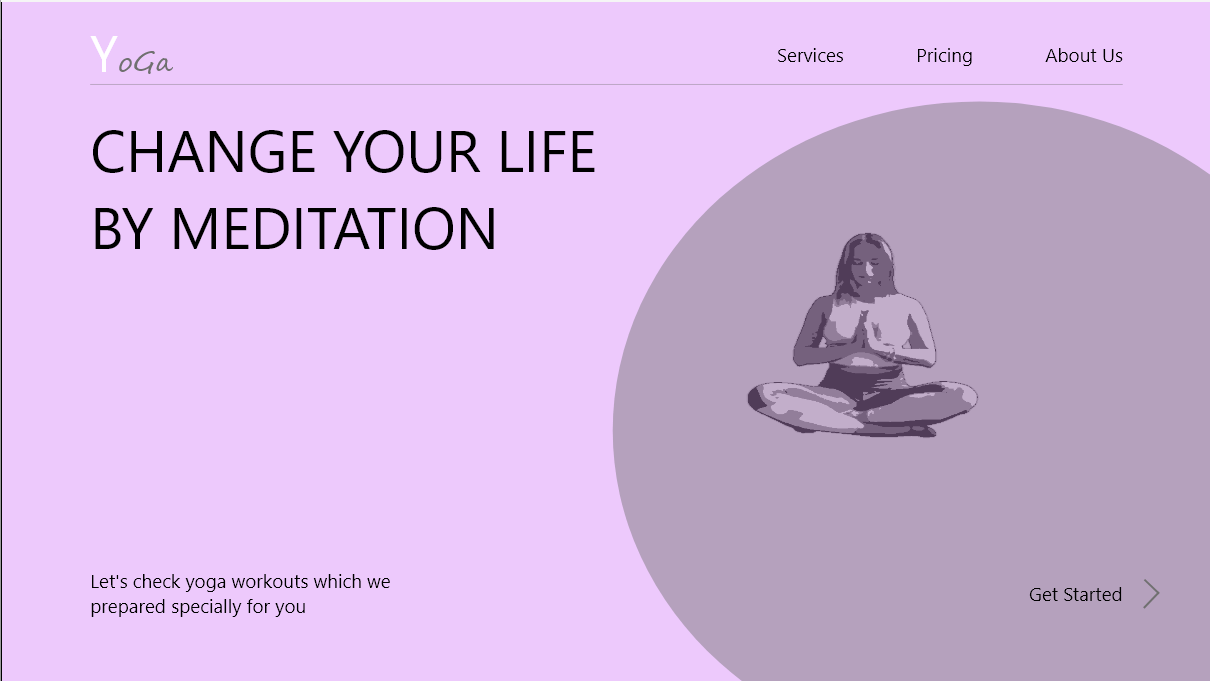 YoGa
Services Pricing About Us
CHANGE YOUR LIFE
BY MEDITATION
Let's check yoga workouts which we
prepared specially for you
Get Started